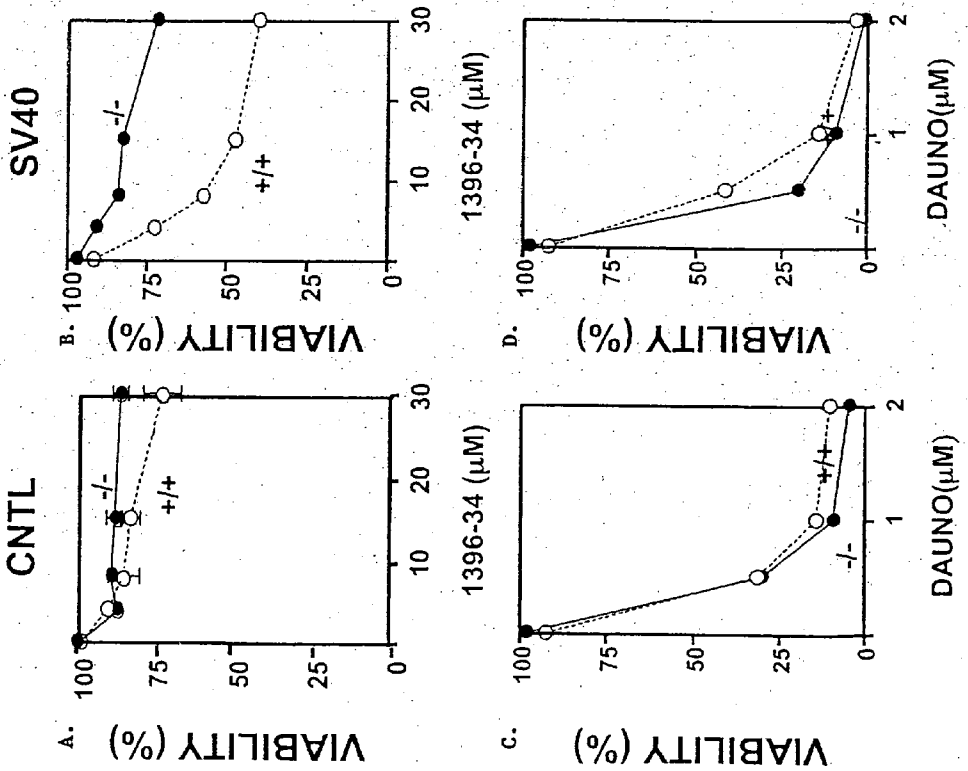 CNTL
SV40
A.
VIABILITY (%)
100
75
50
25
0
-/-
+/+
10
20
30
1396-34 (µM)
B.
VIABILITY (%)
100
75
50
25
0
-/-
+/+
10
20
30
1396-34 (µM)
C.
VIABILITY (%)
100
75
50
25
0
+/+
-/-
1
2
DAUNO(µM)
D.
VIABILITY (%)
100
75
50
25
0
+
-/-
1
2
DAUNO(µM)